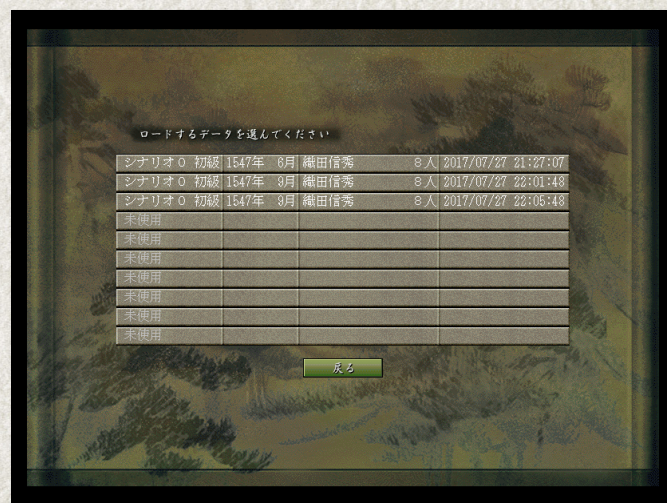 ロードするデータを選んでください
シナリオ0 初級 1547年 6月 織田信秀 8人 2017/07/27 21:27:07
シナリオ0 初級 1547年 9月 織田信秀 8人 2017/07/27 22:01:48
シナリオ0 初級 1547年 9月 織田信秀 8人 2017/07/27 22:05:48
未使用
未使用
未使用
未使用
未使用
未使用
未使用
戻る